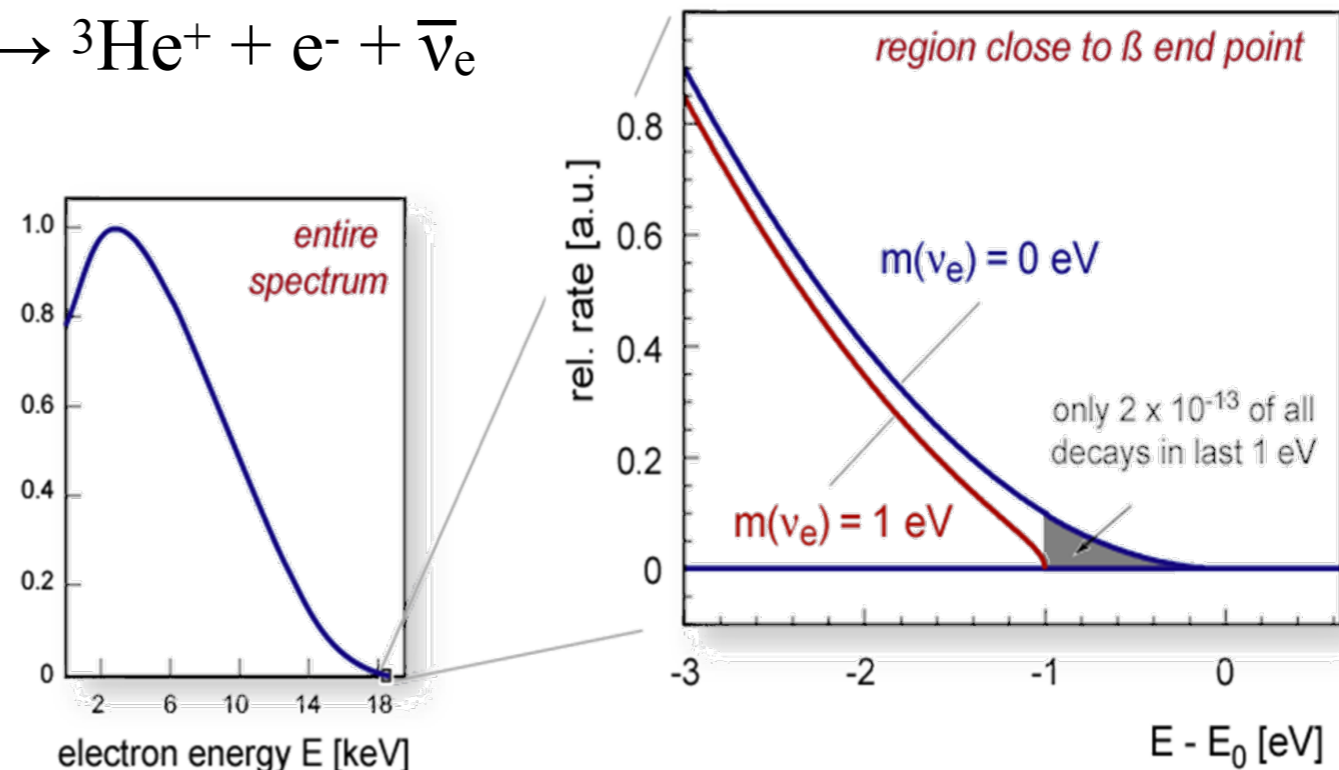 → ³He⁺ + e⁻ + ν̅ₑ
entire
spectrum
1.0
0.8
0.6
0.4
0.2
0
2 6 10 14 18
electron energy E [keV]
region close to ß end point
rel. rate [a.u.]
0.8
0.6
0.4
0.2
0
m(νₑ) = 0 eV
only 2 x 10⁻¹³ of all
decays in last 1 eV
m(νₑ) = 1 eV
-3 -2 -1 0
E - E₀ [eV]